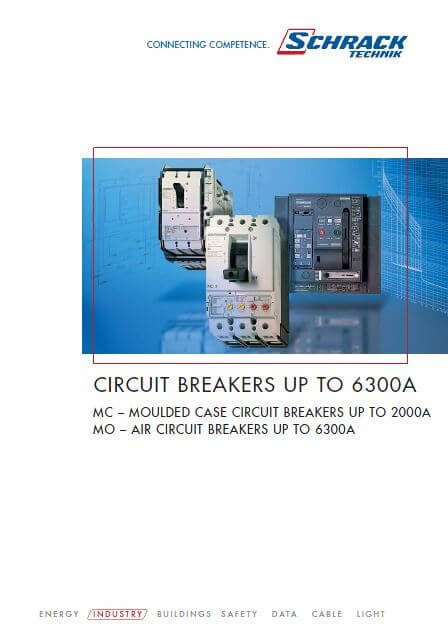 CONNECTING COMPETENCE.
SCHRACK
TECHNIK
CIRCUIT BREAKERS UP TO 6300A
MC – MOULDED CASE CIRCUIT BREAKERS UP TO 2000A
MO – AIR CIRCUIT BREAKERS UP TO 6300A
ENERGY INDUSTRY BUILDINGS SAFETY DATA CABLE LIGHT